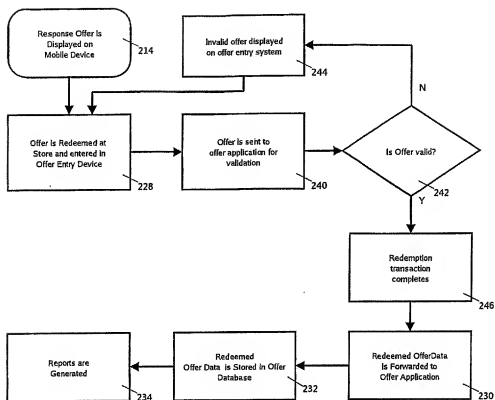 Response Offer is
Displayed on
Mobile Device
214
Invalid offer displayed
on offer entry system
244
N
Offer is Redeemed at
Store and entered in
Offer Entry Device
228
Offer is sent to
offer application for
validation
240
Is Offer valid?
242
Y
Redemption
transaction
completes
246
Reports are
Generated
234
Redeemed
Offer Data is Stored in Offer
Database
232
Redeemed OfferData
is Forwarded to
Offer Application
230